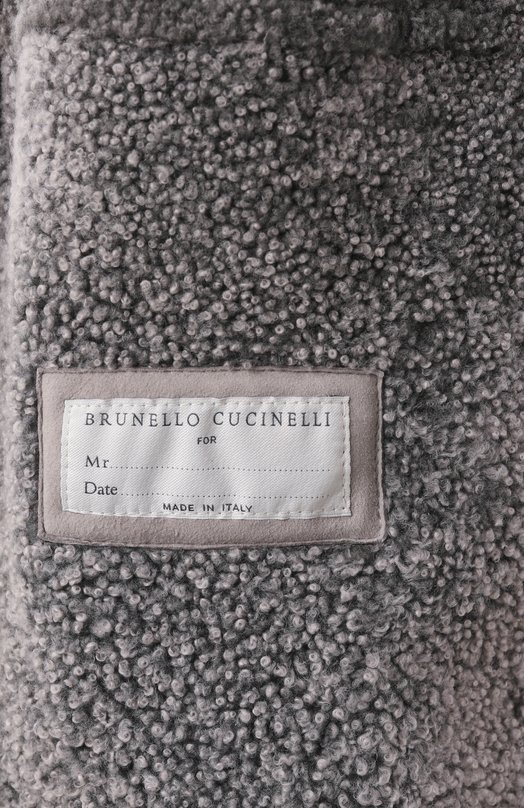 BRUNELLO CUCINELLI
FOR
Mr.......................................................
Date.....................................................
MADE IN ITALY